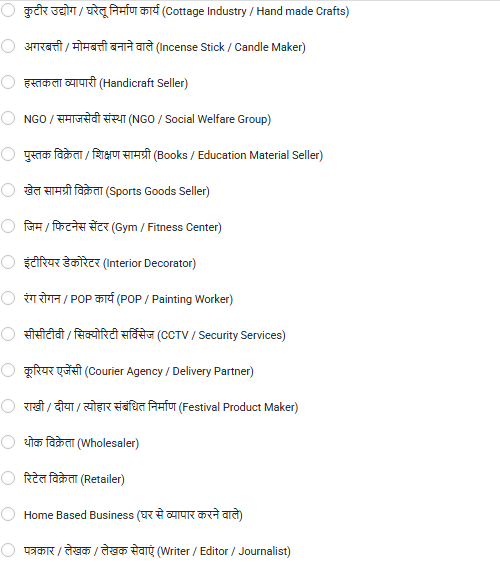 कुटीर उद्योग / घरेलू निर्माण कार्य (Cottage Industry / Hand made Crafts)
अगरबत्ती / मोमबत्ती बनाने वाले (Incense Stick / Candle Maker)
हस्तकला व्यापारी (Handicraft Seller)
NGO / समाजसेवी संस्था (NGO / Social Welfare Group)
पुस्तक विक्रेता / शिक्षण सामग्री (Books / Education Material Seller)
खेल सामग्री विक्रेता (Sports Goods Seller)
जिम / फिटनेस सेंटर (Gym / Fitness Center)
इंटीरियर डेकोरेटर (Interior Decorator)
रंग रोगन / POP कार्य (POP / Painting Worker)
सीसीटीवी / सिक्योरिटी सर्विसेज (CCTV / Security Services)
कूरियर एजेंसी (Courier Agency / Delivery Partner)
राखी / दीया / त्योहार संबंधित निर्माण (Festival Product Maker)
थोक विक्रेता (Wholesaler)
रिटेल विक्रेता (Retailer)
Home Based Business (घर से व्यापार करने वाले)
पत्रकार / लेखक / लेखक सेवाएं (Writer / Editor / Journalist)